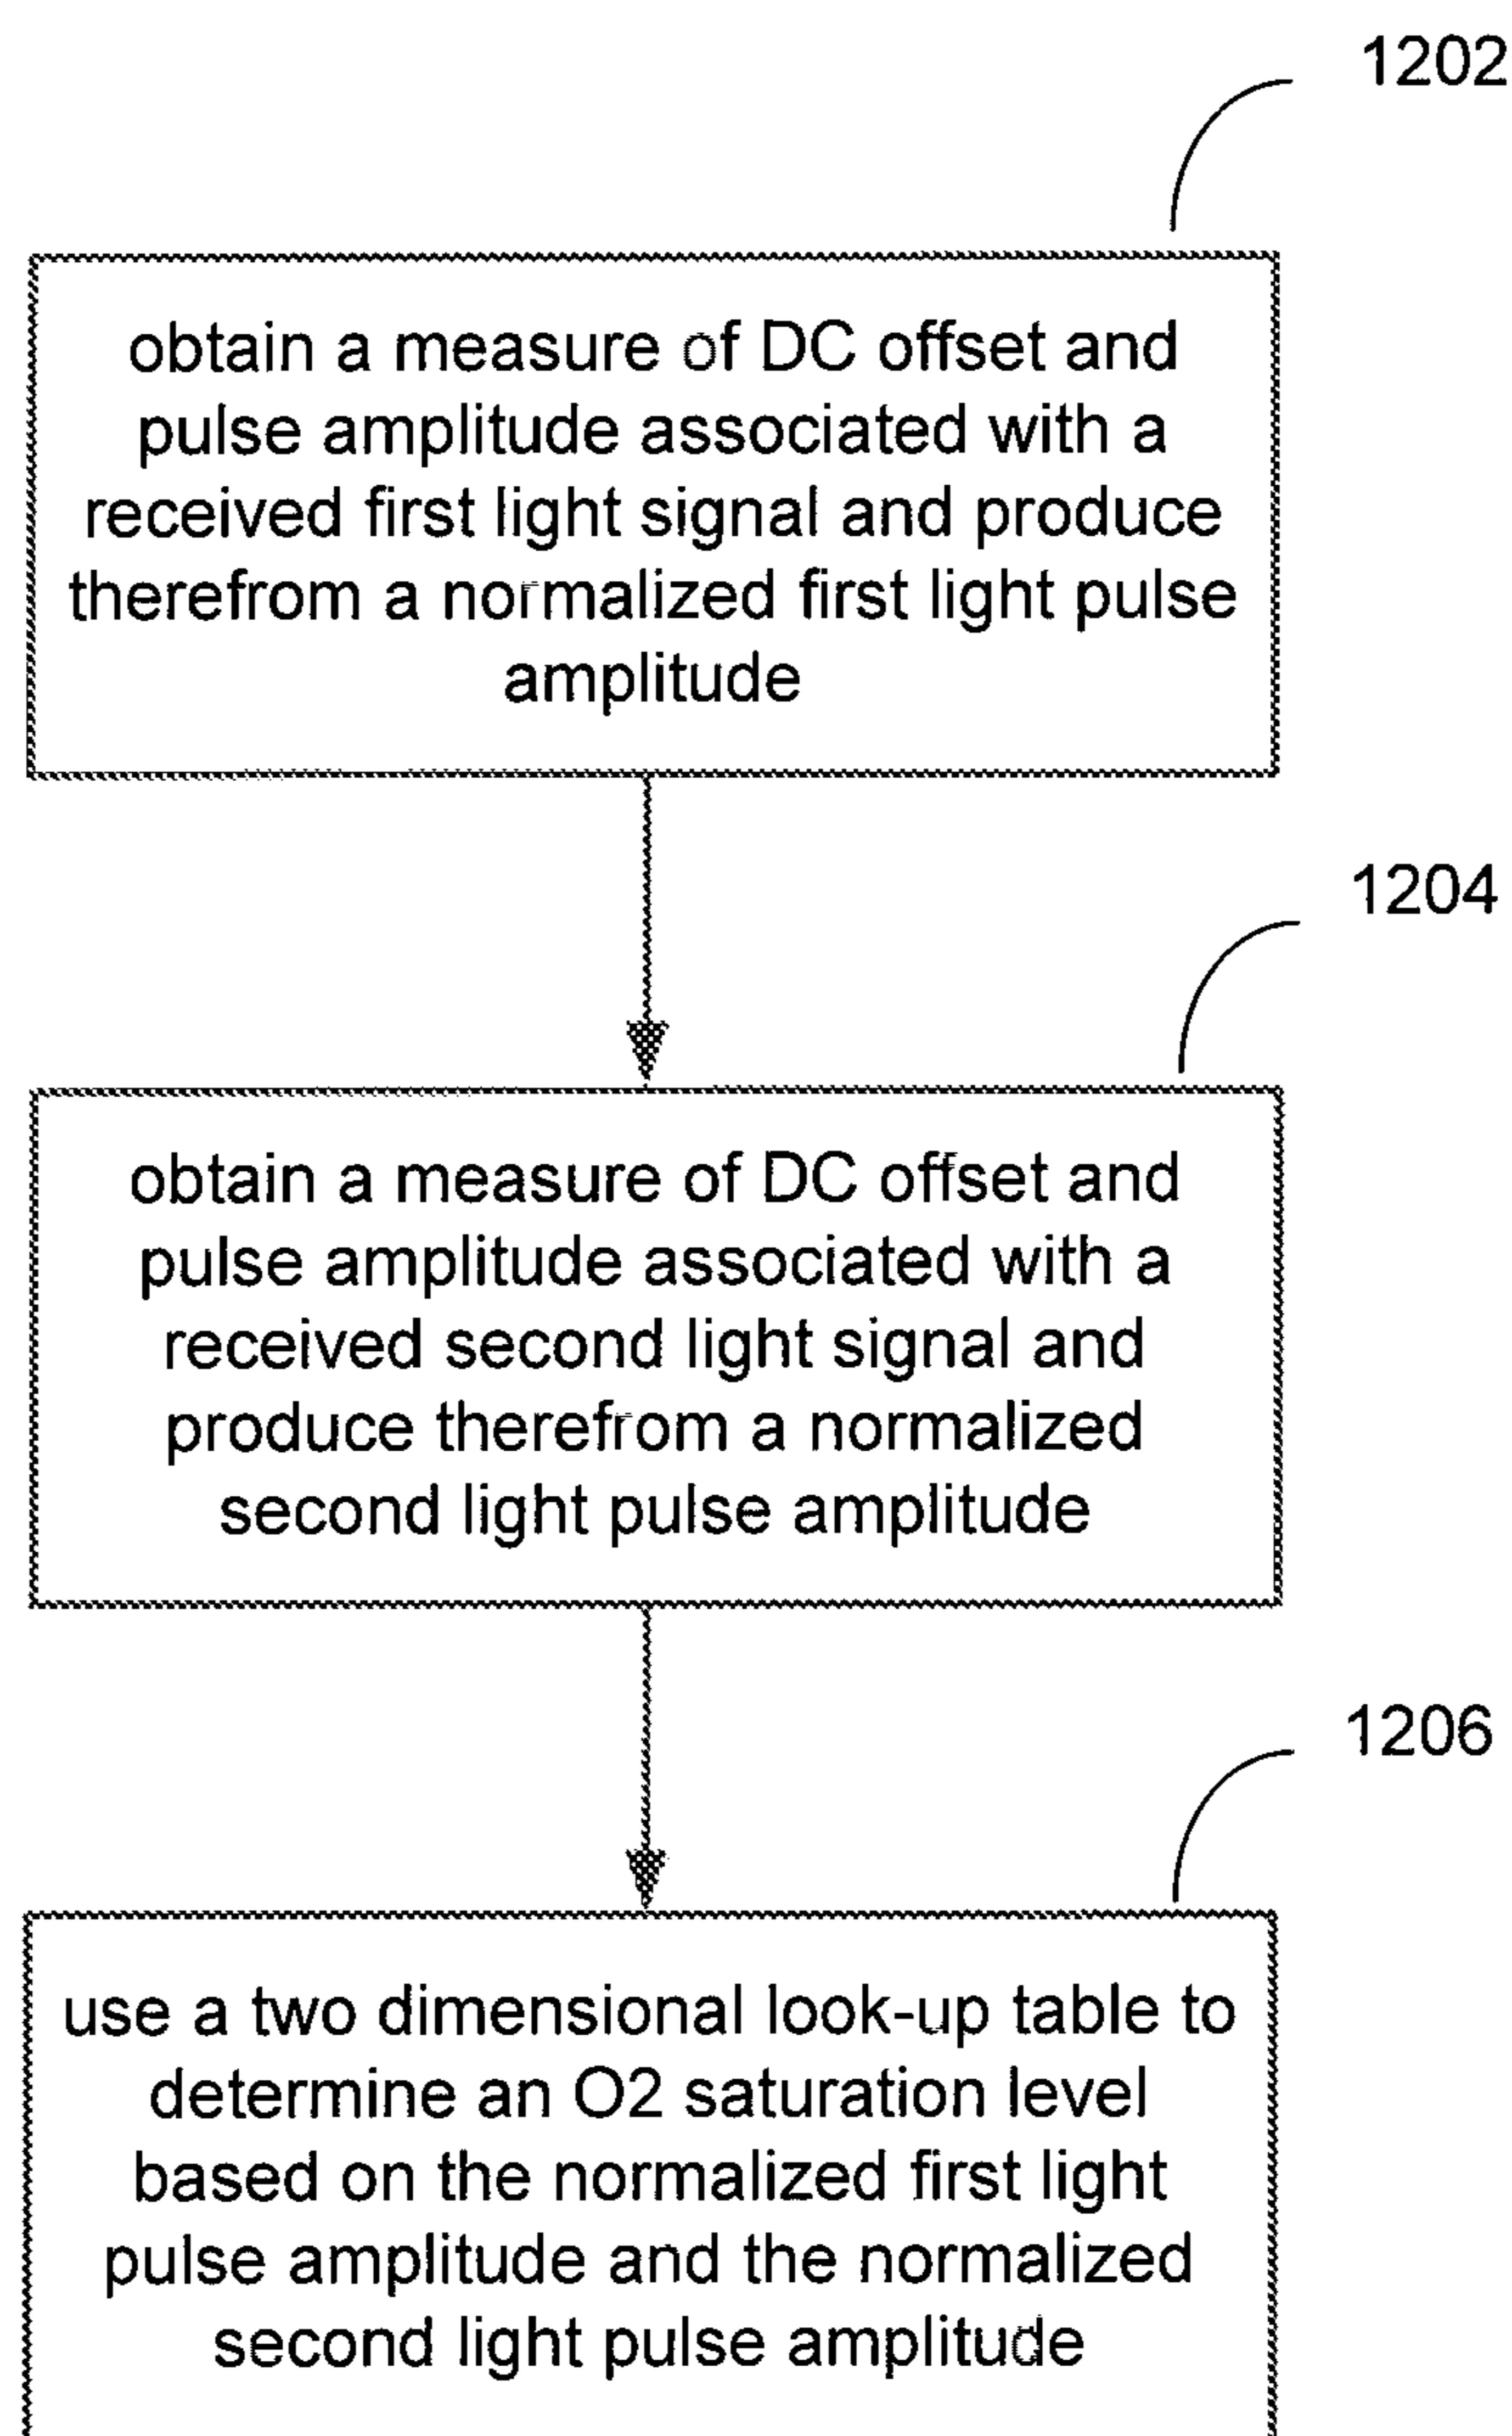 1202
obtain a measure of DC offset and
pulse amplitude associated with a
received first light signal and produce
therefrom a normalized first light pulse
amplitude
1204
obtain a measure of DC offset and
pulse amplitude associated with a
received second light signal and
produce therefrom a normalized
second light pulse amplitude
1206
use a two dimensional look-up table to
determine an O2 saturation level
based on the normalized first light
pulse amplitude and the normalized
second light pulse amplitude